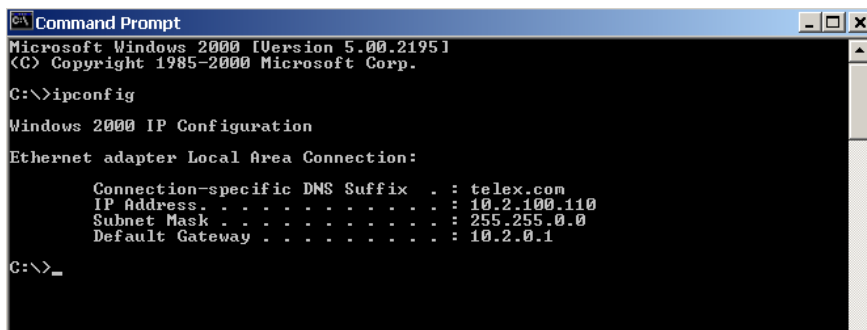 Command Prompt
Microsoft Windows 2000 [Version 5.00.2195]
(C) Copyright 1985-2000 Microsoft Corp.
C:\>ipconfig
Windows 2000 IP Configuration
Ethernet adapter Local Area Connection:
Connection-specific DNS Suffix  . : telex.com
IP Address. . . . . . . . . . . . : 10.2.100.110
Subnet Mask . . . . . . . . . . . : 255.255.0.0
Default Gateway . . . . . . . . . : 10.2.0.1
C:\>_